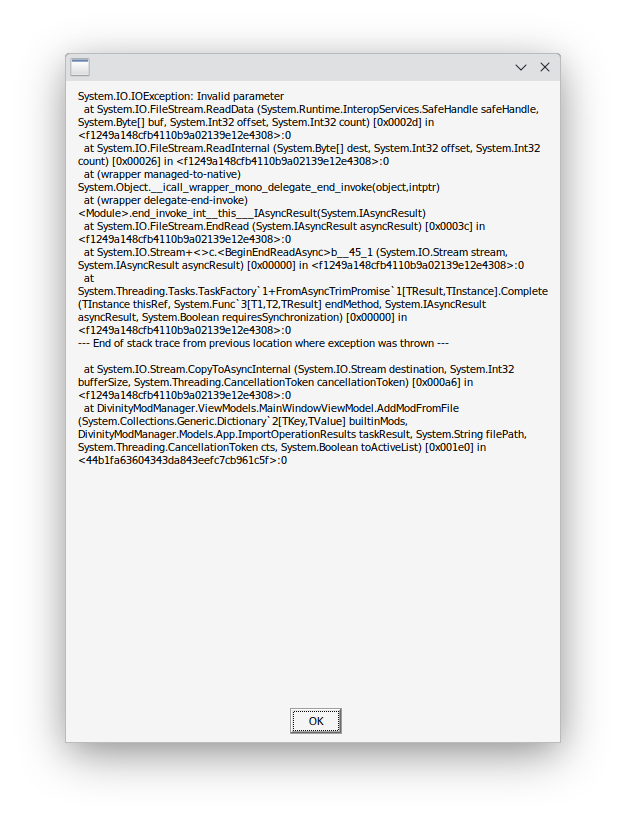 System.IO.IOException: Invalid parameter
at System.IO.FileStream.ReadData (System.Runtime.InteropServices.SafeHandle safeHandle,
System.Byte[] buf, System.Int32 offset, System.Int32 count) [0x0002d] in
<f1249a148cfb4110b9a02139e12e4308>:0
at System.IO.FileStream.ReadInternal (System.Byte[] dest, System.Int32 offset, System.Int32
count) [0x00026] in <f1249a148cfb4110b9a02139e12e4308>:0
at (wrapper managed-to-native)
System.Object.__icall_wrapper_mono_delegate_end_invoke(object,intptr)
at (wrapper delegate-end-invoke)
<Module>.end_invoke_int__this___IAsyncResult(System.IAsyncResult)
at System.IO.FileStream.EndRead (System.IAsyncResult asyncResult) [0x0003c] in
<f1249a148cfb4110b9a02139e12e4308>:0
at System.IO.Stream+<>c.<BeginEndReadAsync>b__45_1 (System.IO.Stream stream,
System.IAsyncResult asyncResult) [0x00000] in <f1249a148cfb4110b9a02139e12e4308>:0
at
System.Threading.Tasks.TaskFactory`1+FromAsyncTrimPromise`1[TResult,TInstance].Complete
(TInstance thisRef, System.Func`3[T1,T2,TResult] endMethod, System.IAsyncResult
asyncResult, System.Boolean requiresSynchronization) [0x00000] in
<f1249a148cfb4110b9a02139e12e4308>:0
--- End of stack trace from previous location where exception was thrown ---
at System.IO.Stream.CopyToAsyncInternal (System.IO.Stream destination, System.Int32
bufferSize, System.Threading.CancellationToken cancellationToken) [0x000a6] in
<f1249a148cfb4110b9a02139e12e4308>:0
at DivinityModManager.ViewModels.MainWindowViewModel.AddModFromFile
(System.Collections.Generic.Dictionary`2[TKey,TValue] builtinMods,
DivinityModManager.Models.App.ImportOperationResults taskResult, System.String filePath,
System.Threading.CancellationToken cts, System.Boolean toActiveList) [0x001e0] in
<44b1fa63604343da843eefc7cb961c5f>:0
OK